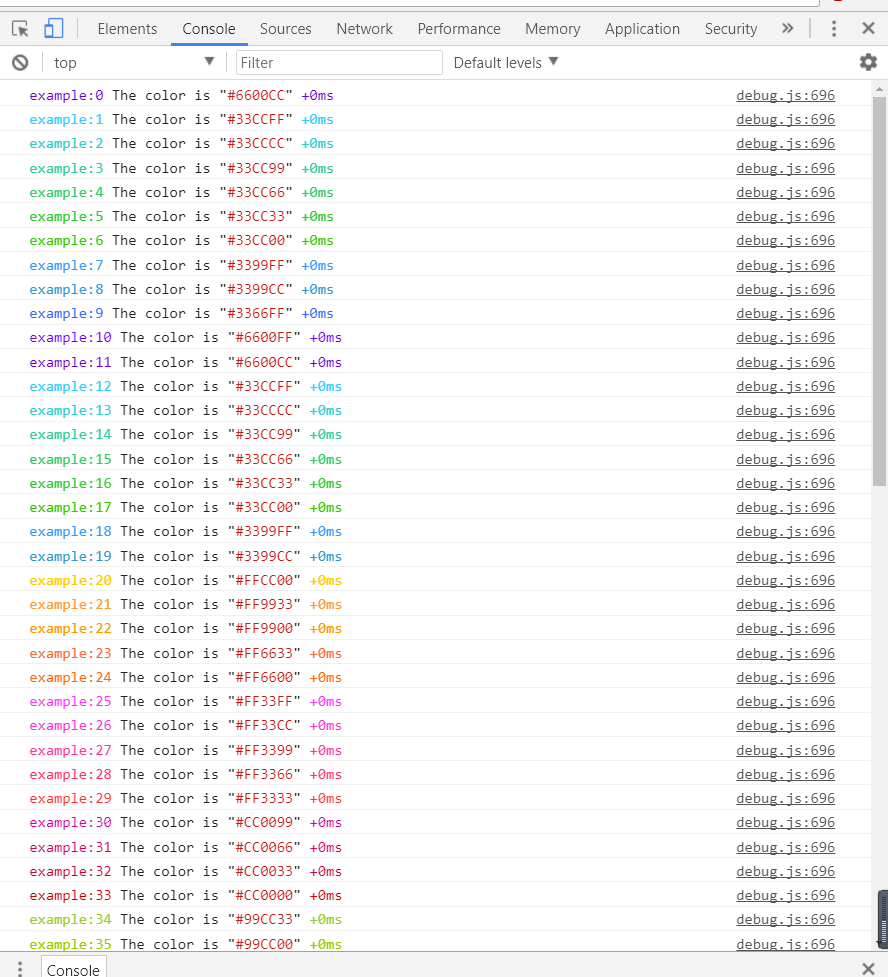 Elements Console Sources Network Performance Memory Application Security »
top Filter Default levels
example:0 The color is "#6600CC" +0ms debug.js:696
example:1 The color is "#33CCFF" +0ms debug.js:696
example:2 The color is "#33CCCC" +0ms debug.js:696
example:3 The color is "#33CC99" +0ms debug.js:696
example:4 The color is "#33CC66" +0ms debug.js:696
example:5 The color is "#33CC33" +0ms debug.js:696
example:6 The color is "#33CC00" +0ms debug.js:696
example:7 The color is "#3399FF" +0ms debug.js:696
example:8 The color is "#3399CC" +0ms debug.js:696
example:9 The color is "#3366FF" +0ms debug.js:696
example:10 The color is "#6600FF" +0ms debug.js:696
example:11 The color is "#6600CC" +0ms debug.js:696
example:12 The color is "#33CCFF" +0ms debug.js:696
example:13 The color is "#33CCCC" +0ms debug.js:696
example:14 The color is "#33CC99" +0ms debug.js:696
example:15 The color is "#33CC66" +0ms debug.js:696
example:16 The color is "#33CC33" +0ms debug.js:696
example:17 The color is "#33CC00" +0ms debug.js:696
example:18 The color is "#3399FF" +0ms debug.js:696
example:19 The color is "#3399CC" +0ms debug.js:696
example:20 The color is "#FFCC00" +0ms debug.js:696
example:21 The color is "#FF9933" +0ms debug.js:696
example:22 The color is "#FF9900" +0ms debug.js:696
example:23 The color is "#FF6633" +0ms debug.js:696
example:24 The color is "#FF6600" +0ms debug.js:696
example:25 The color is "#FF33FF" +0ms debug.js:696
example:26 The color is "#FF33CC" +0ms debug.js:696
example:27 The color is "#FF3399" +0ms debug.js:696
example:28 The color is "#FF3366" +0ms debug.js:696
example:29 The color is "#FF3333" +0ms debug.js:696
example:30 The color is "#CC0099" +0ms debug.js:696
example:31 The color is "#CC0066" +0ms debug.js:696
example:32 The color is "#CC0033" +0ms debug.js:696
example:33 The color is "#CC0000" +0ms debug.js:696
example:34 The color is "#99CC33" +0ms debug.js:696
example:35 The color is "#99CC00" +0ms debug.js:696
Console